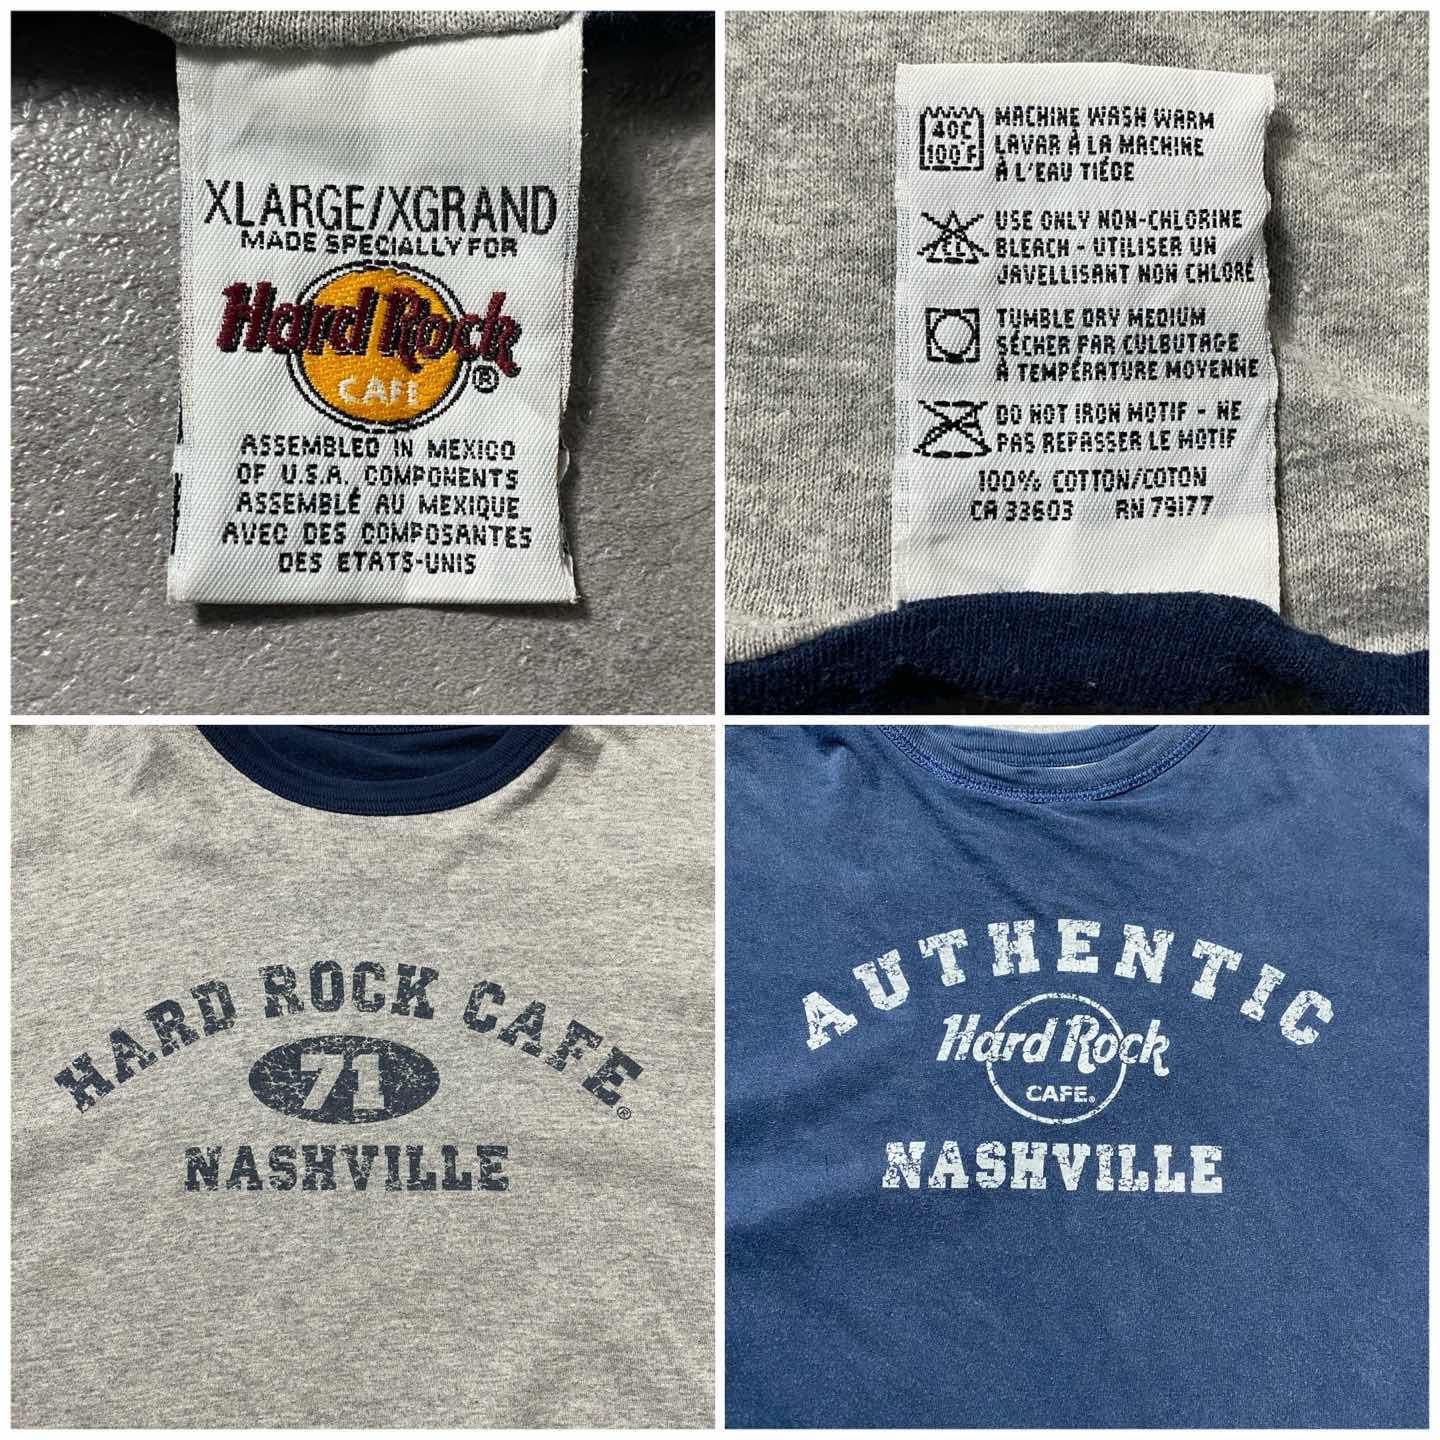 XLARGE/XGRAND
MADE SPECIALLY FOR
Hard Rock
CAFE
®
ASSEMBLED IN MEXICO
OF U.S.A. COMPONENTS
ASSEMBLÉ AU MEXIQUE
AVEC DES COMPOSANTES
DES ETATS-UNIS
40C
100°F
MACHINE WASH WARM
LAVAR À LA MACHINE
À L'EAU TIÉDE
CL
USE ONLY NON-CHLORINE
BLEACH - UTILISER UN
JAVELLISANT NON CHLORÉ
TUMBLE DRY MEDIUM
SÉCHER PAR CULBUTAGE
À TEMPÉRATURE MOYENNE
DO NOT IRON MOTIF - NE
PAS REPASSER LE MOTIF
100% COTTON/COTON
CA 33603 RN 79177
HARD ROCK CAFE®
71
NASHVILLE
AUTHENTIC
Hard Rock
CAFE®
NASHVILLE